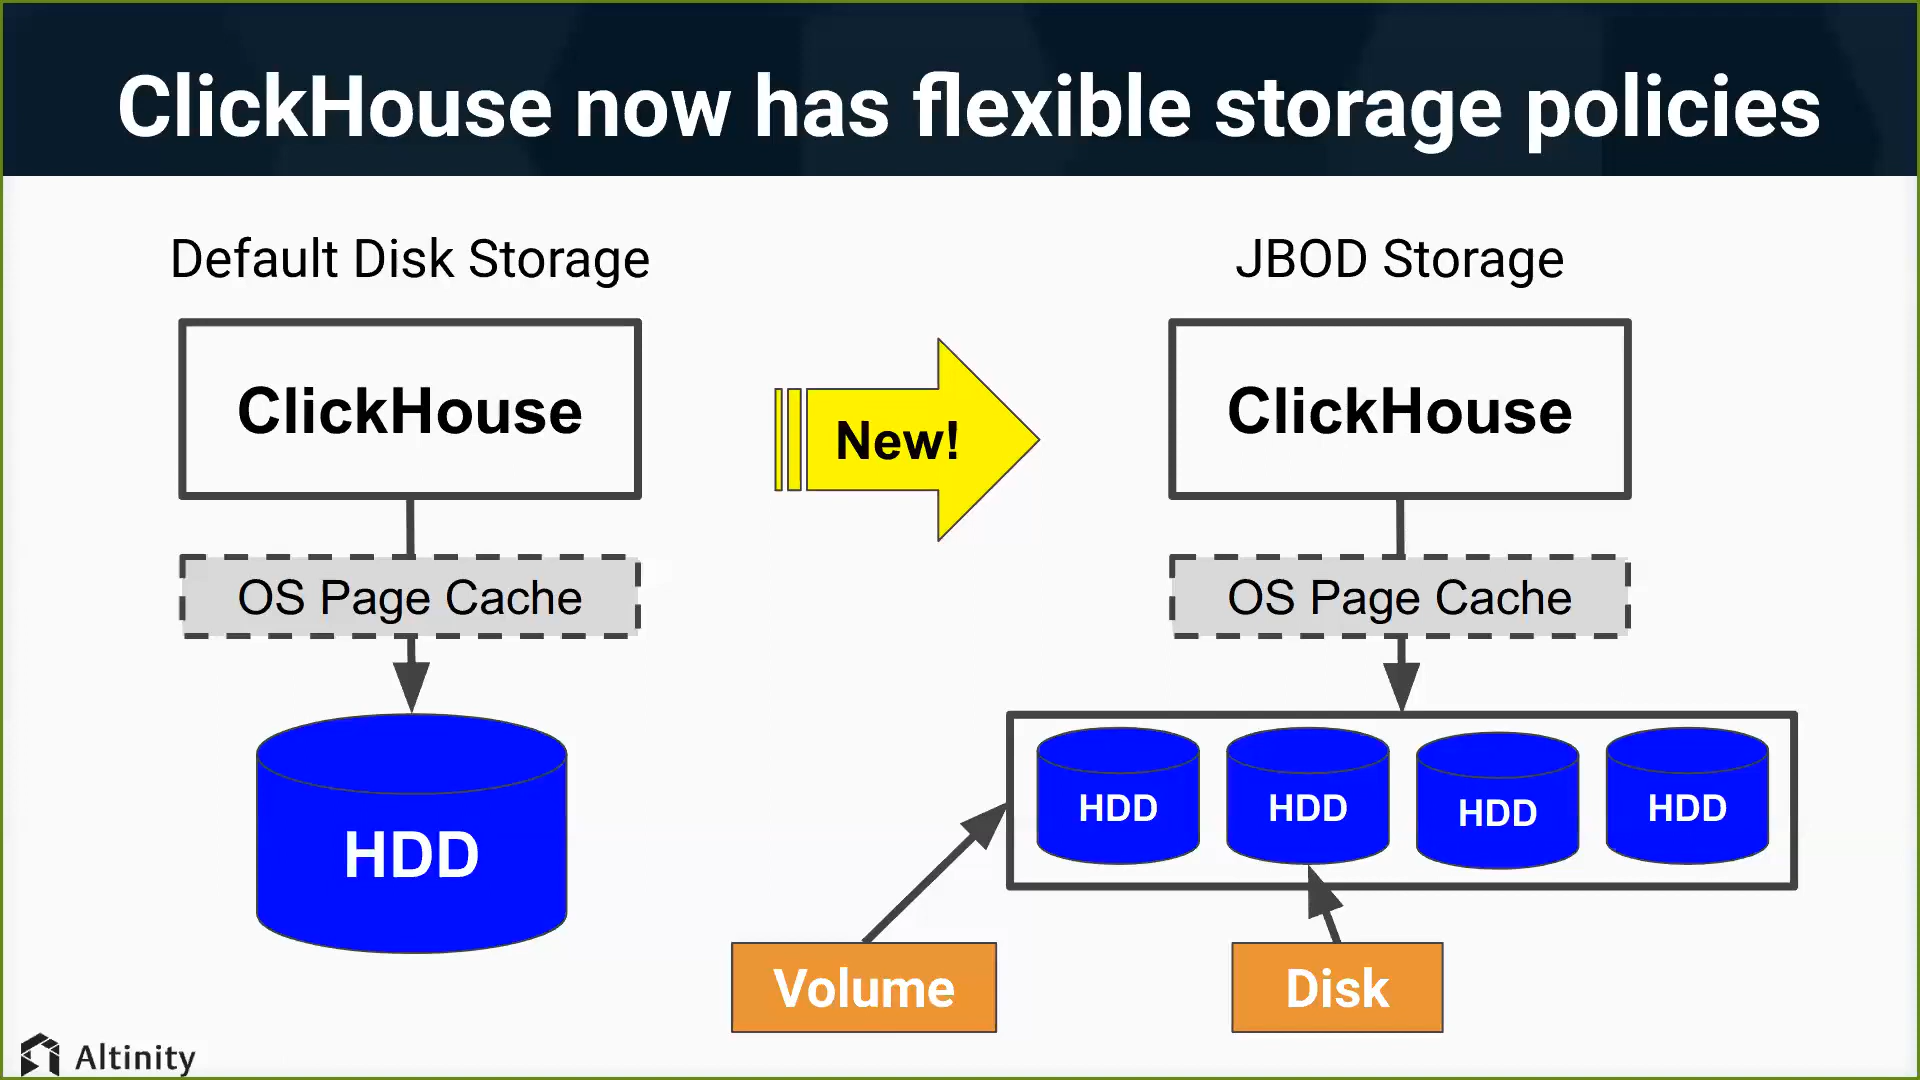 ClickHouse now has flexible storage policies
Default Disk Storage
ClickHouse
OS Page Cache
HDD
New!
JBOD Storage
ClickHouse
OS Page Cache
HDD HDD HDD HDD
Volume
Disk
Altinity